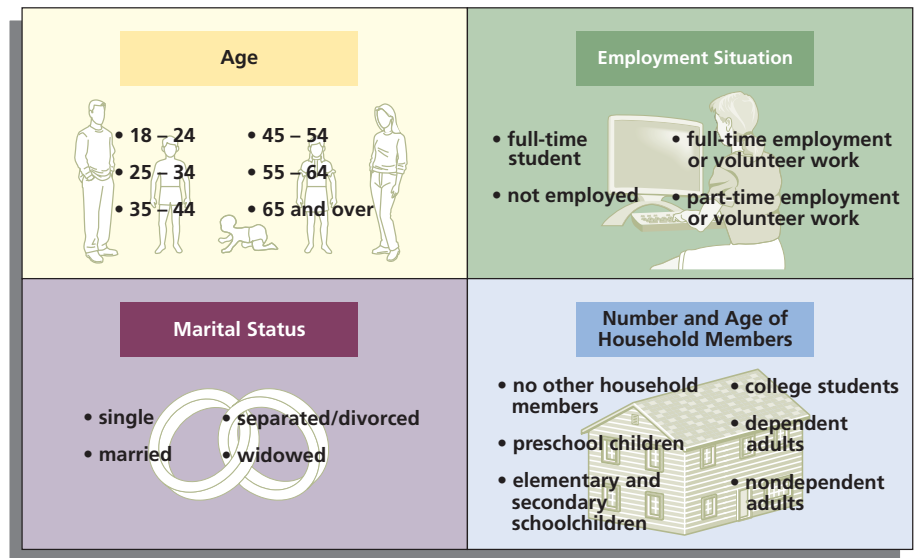 Age
• 18 – 24
• 25 – 34
• 35 – 44
• 45 – 54
• 55 – 64
• 65 and over
Employment Situation
• full-time
student
• not employed
• full-time employment
or volunteer work
• part-time employment
or volunteer work
Marital Status
• single
• married
• separated/divorced
• widowed
Number and Age of
Household Members
• no other household
members
• preschool children
• elementary and
secondary
schoolchildren
• college students
• dependent
adults
• nondependent
adults